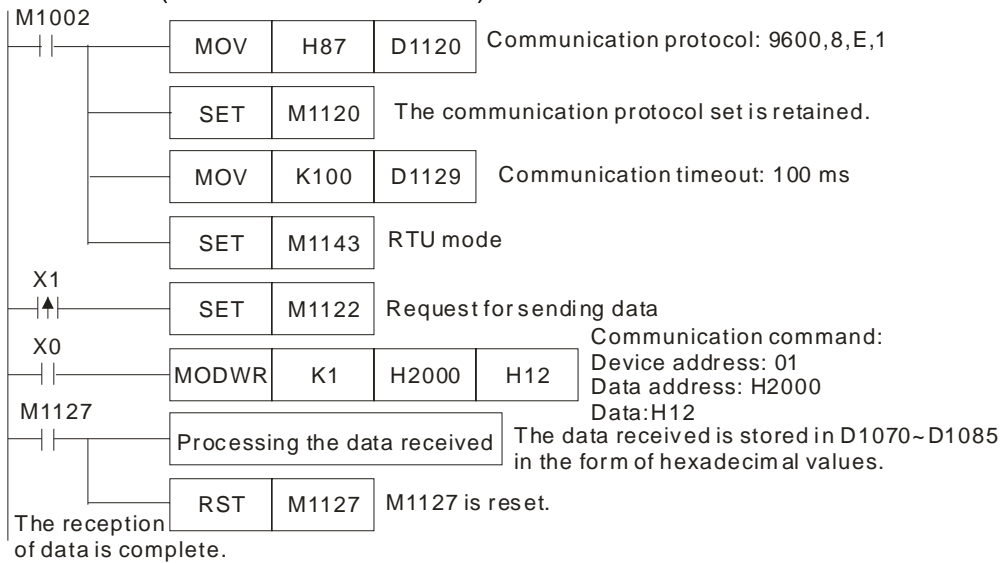 M1002
MOV H87 D1120 Communication protocol: 9600,8,E,1
SET M1120 The communication protocol set is retained.
MOV K100 D1129 Communication timeout: 100 ms
SET M1143 RTU mode
X1
SET M1122 Request for sending data
X0
MODWR K1 H2000 H12
Communication command:
Device address: 01
Data address: H2000
Data:H12
M1127
Processing the data received
The data received is stored in D1070~D1085
in the form of hexadecimal values.
RST M1127 M1127 is reset.
The reception
of data is complete.